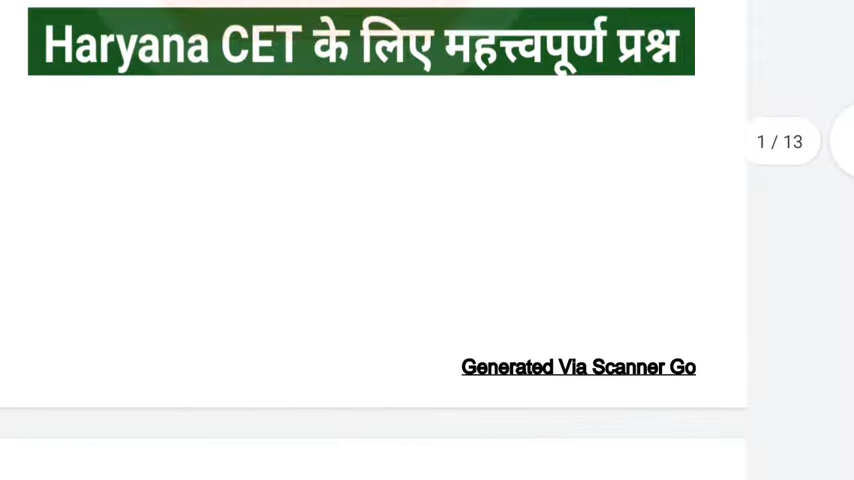 Haryana CET के लिए महत्त्वपूर्ण प्रश्न
1 / 13
Generated Via Scanner Go